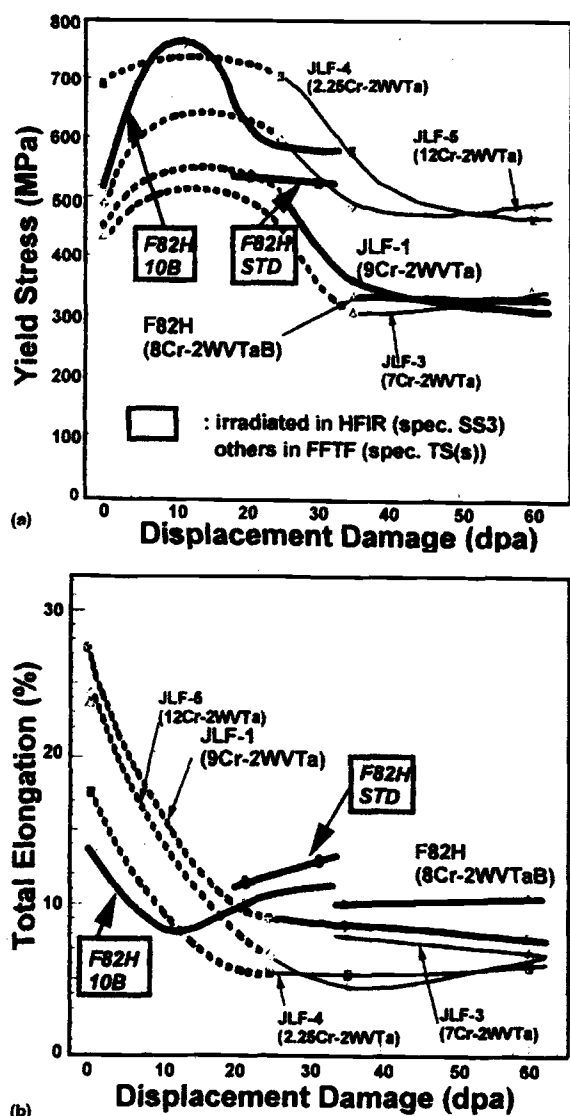 800
700
600
500
400
300
200
100
0
Yield Stress (MPa)
JLF-4
(2.25Cr-2WVTa)
JLF-5
(12Cr-2WVTa)
F82H
10B
F82H
STD
JLF-1
(9Cr-2WVTa)
F82H
(8Cr-2WVTaB)
JLF-3
(7Cr-2WVTa)
: irradiated in HFIR (spec. SS3)
others in FFTF (spec. TS(s))
0 10 20 30 40 50 60
(a)
Displacement Damage (dpa)
30
20
10
0
Total Elongation (%)
JLF-5
(12Cr-2WVTa)
JLF-1
(9Cr-2WVTa)
F82H
STD
F82H
(8Cr-2WVTaB)
F82H
10B
JLF-4
(2.25Cr-2WVTa)
JLF-3
(7Cr-2WVTa)
0 10 20 30 40 50 60
(b)
Displacement Damage (dpa)